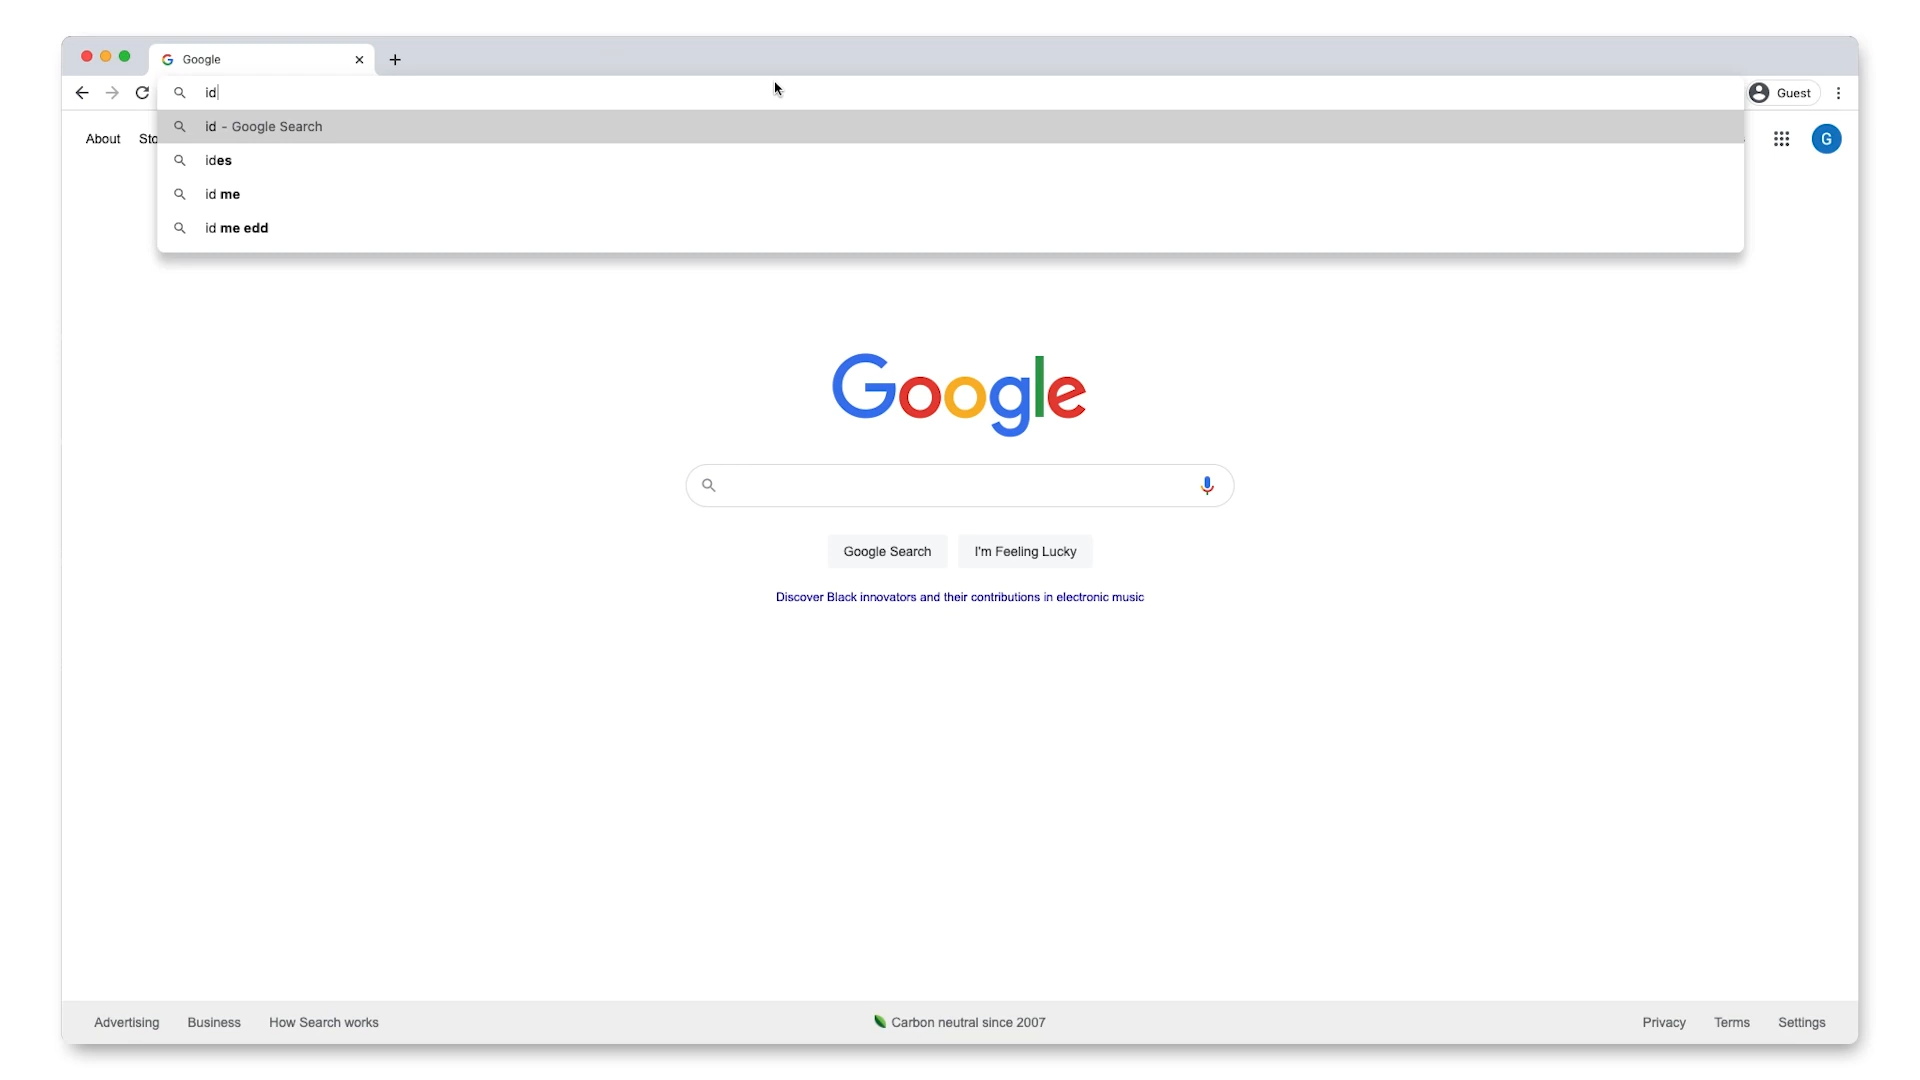 Google
id
Guest
id - Google Search
About
ides
G
id me
id me edd
Google
Google Search
I'm Feeling Lucky
Discover Black innovators and their contributions in electronic music
Advertising Business How Search works
Carbon neutral since 2007
Privacy Terms Settings